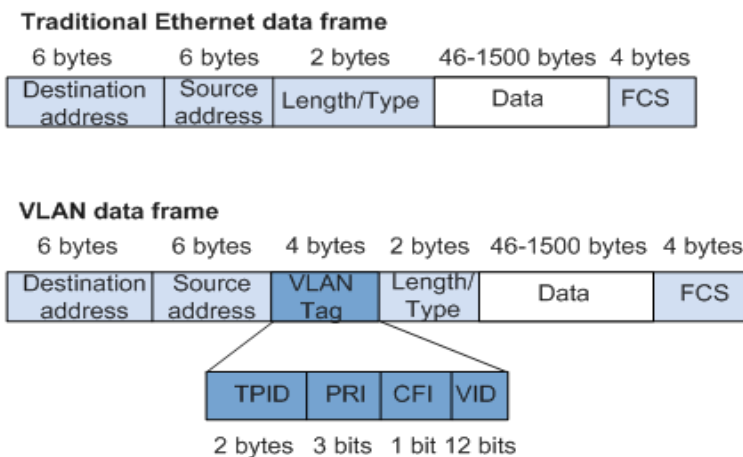 Traditional Ethernet data frame
6 bytes 6 bytes 2 bytes 46-1500 bytes 4 bytes
Destination address Source address Length/Type Data FCS
VLAN data frame
6 bytes 6 bytes 4 bytes 2 bytes 46-1500 bytes 4 bytes
Destination address Source address VLAN Tag Length/ Type Data FCS
TPID PRI CFI VID
2 bytes 3 bits 1 bit 12 bits